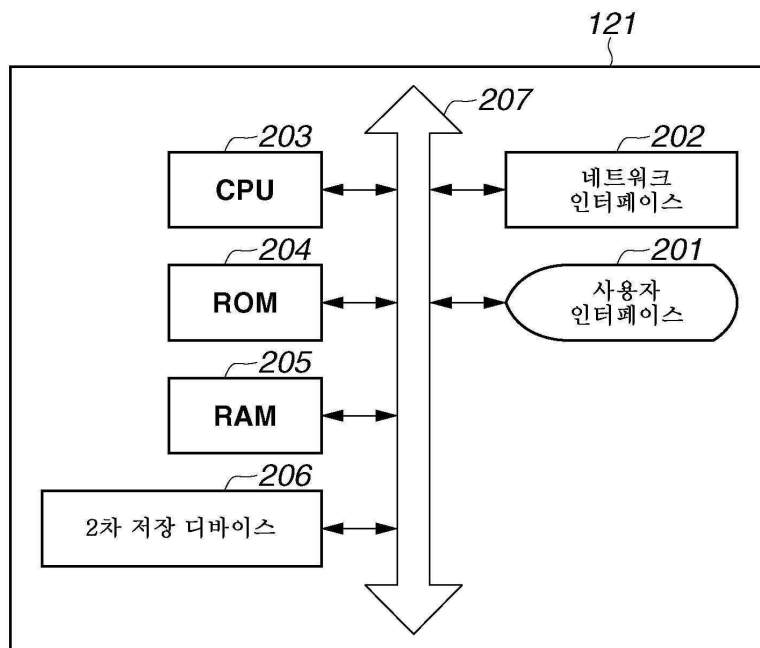 121
207
203
CPU
202
네트워크
인터페이스
204
ROM
201
사용자
인터페이스
205
RAM
206
2차 저장 디바이스